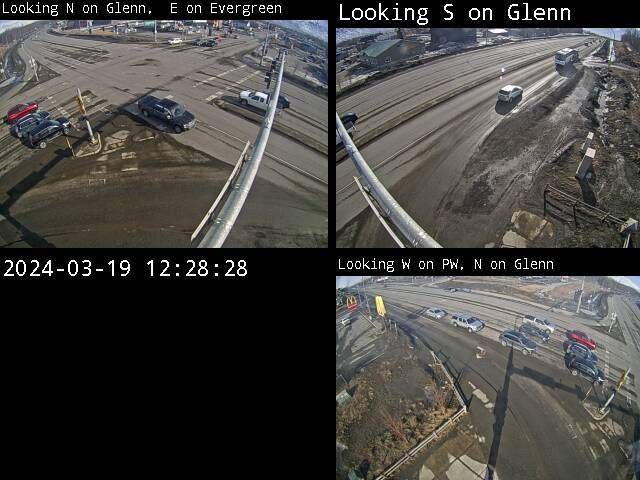 Looking N on Glenn,  E on Evergreen
Looking S on Glenn
2024-03-19 12:28:28
Looking W on PW, N on Glenn